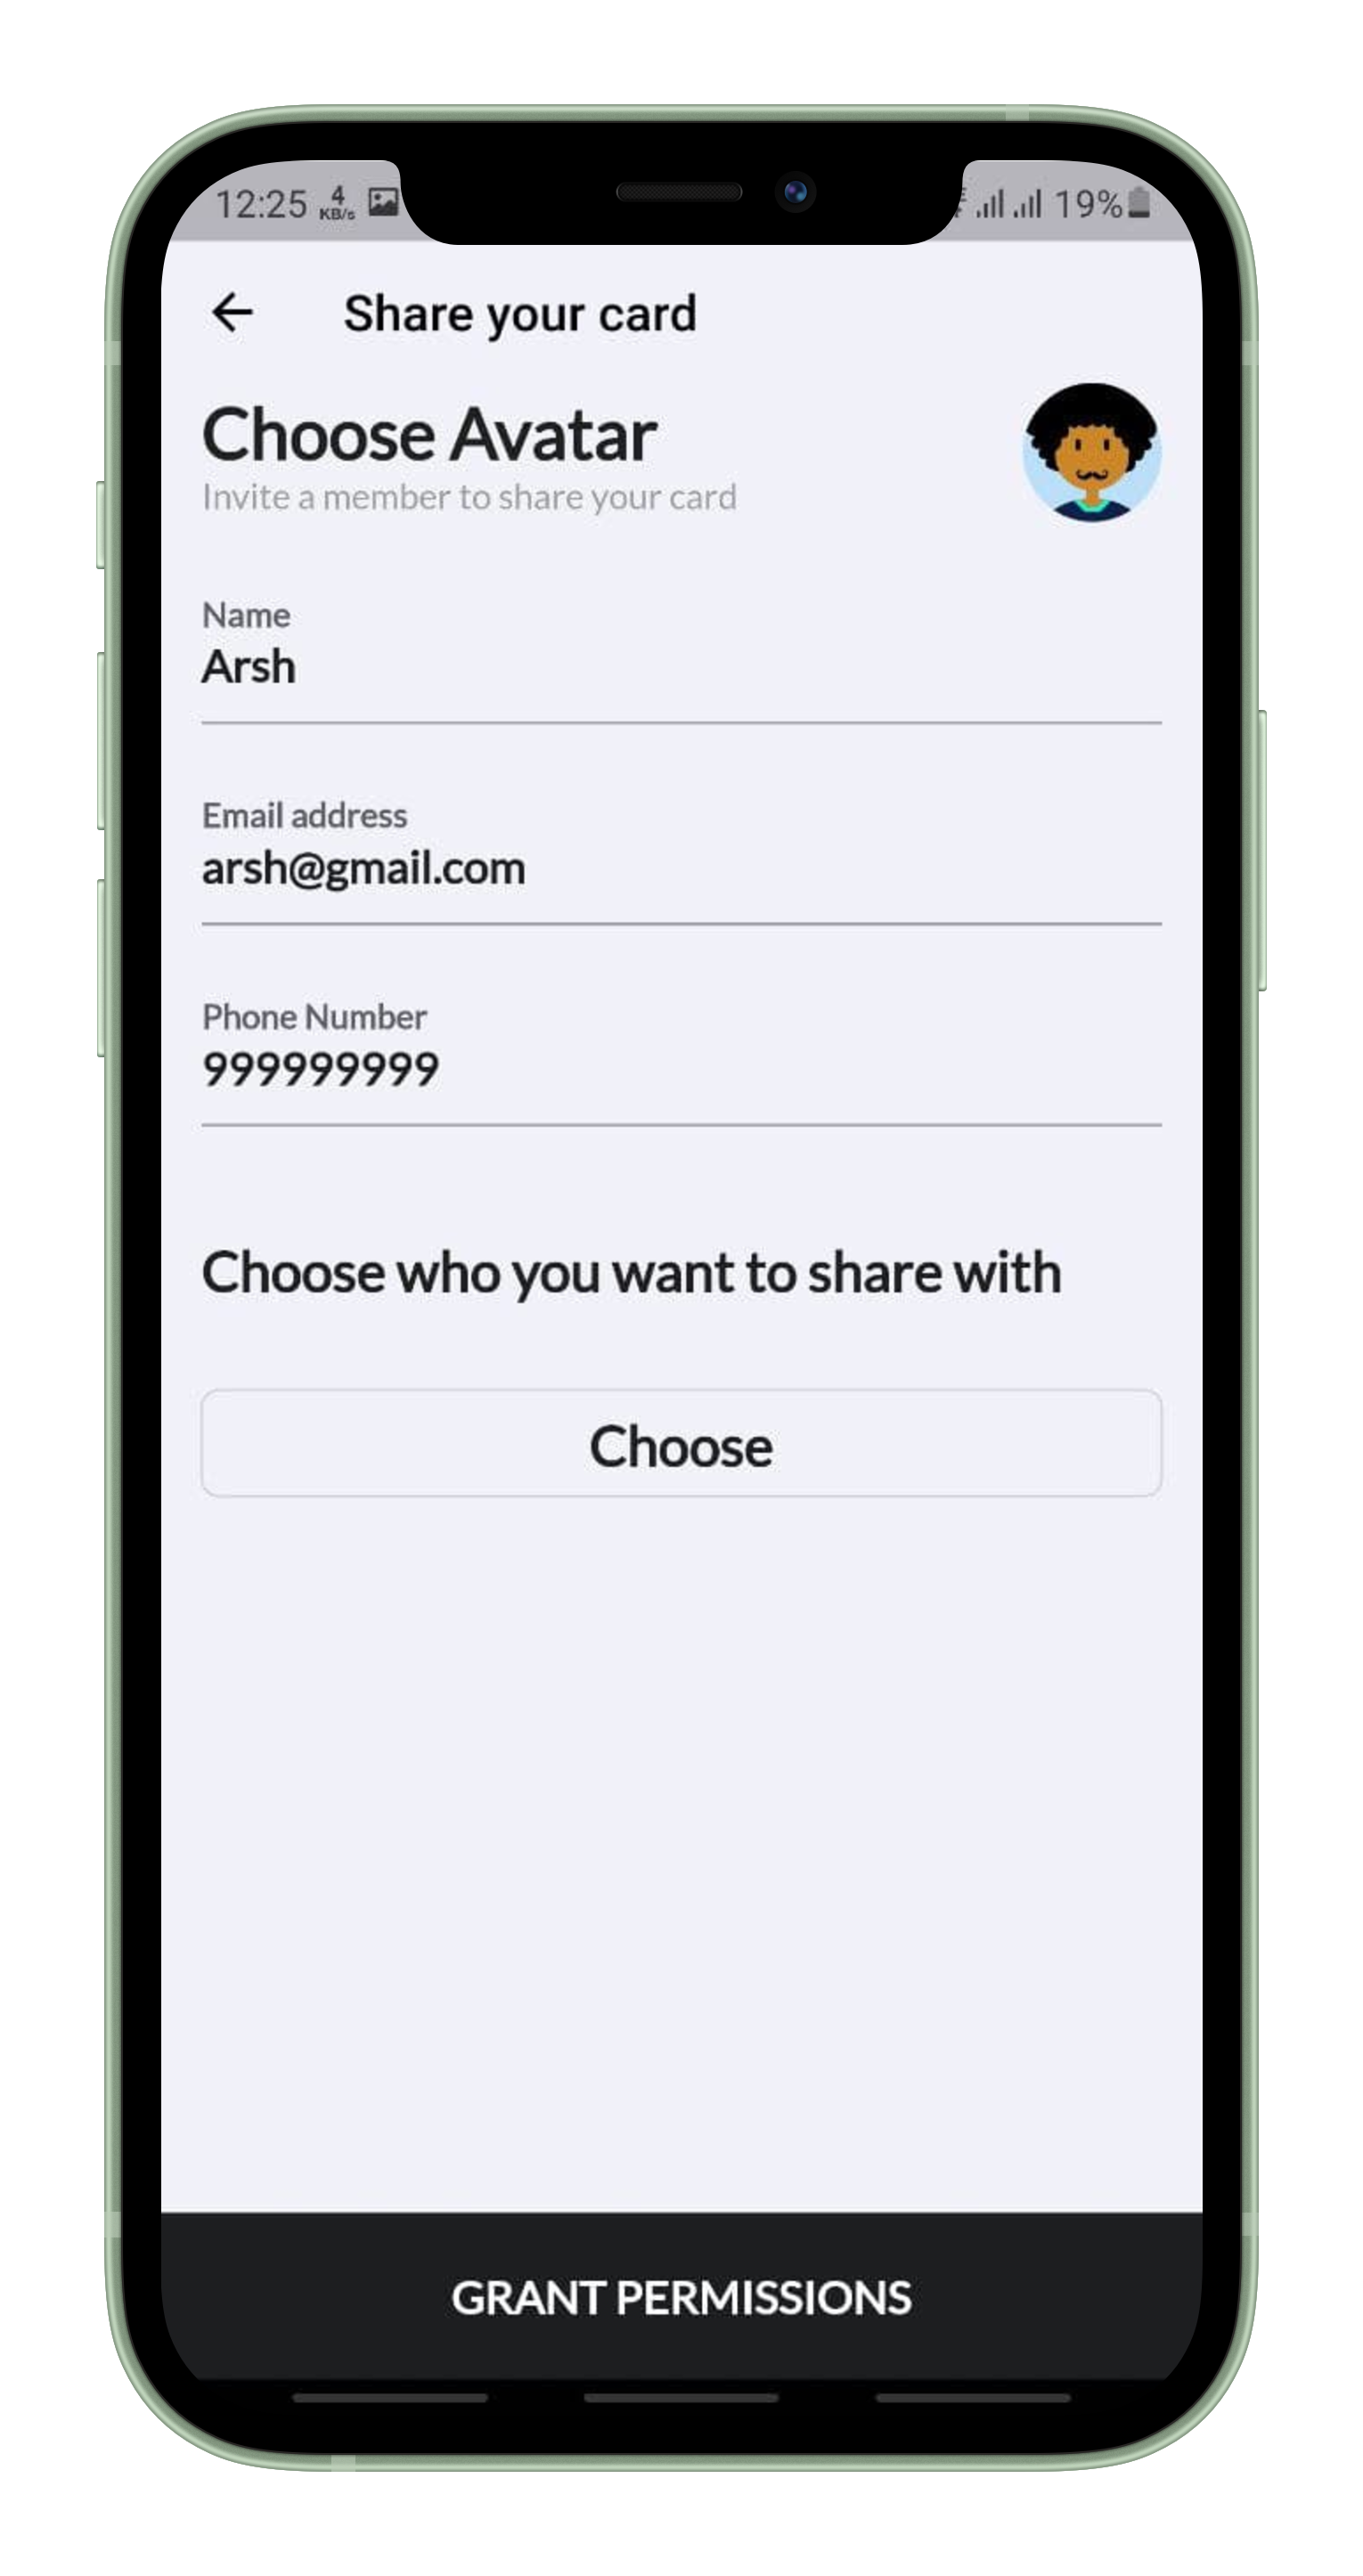 12:25 4 KB/s 19%
Share your card
Choose Avatar
Invite a member to share your card
Name
Arsh
Email address
arsh@gmail.com
Phone Number
999999999
Choose who you want to share with
Choose
GRANT PERMISSIONS